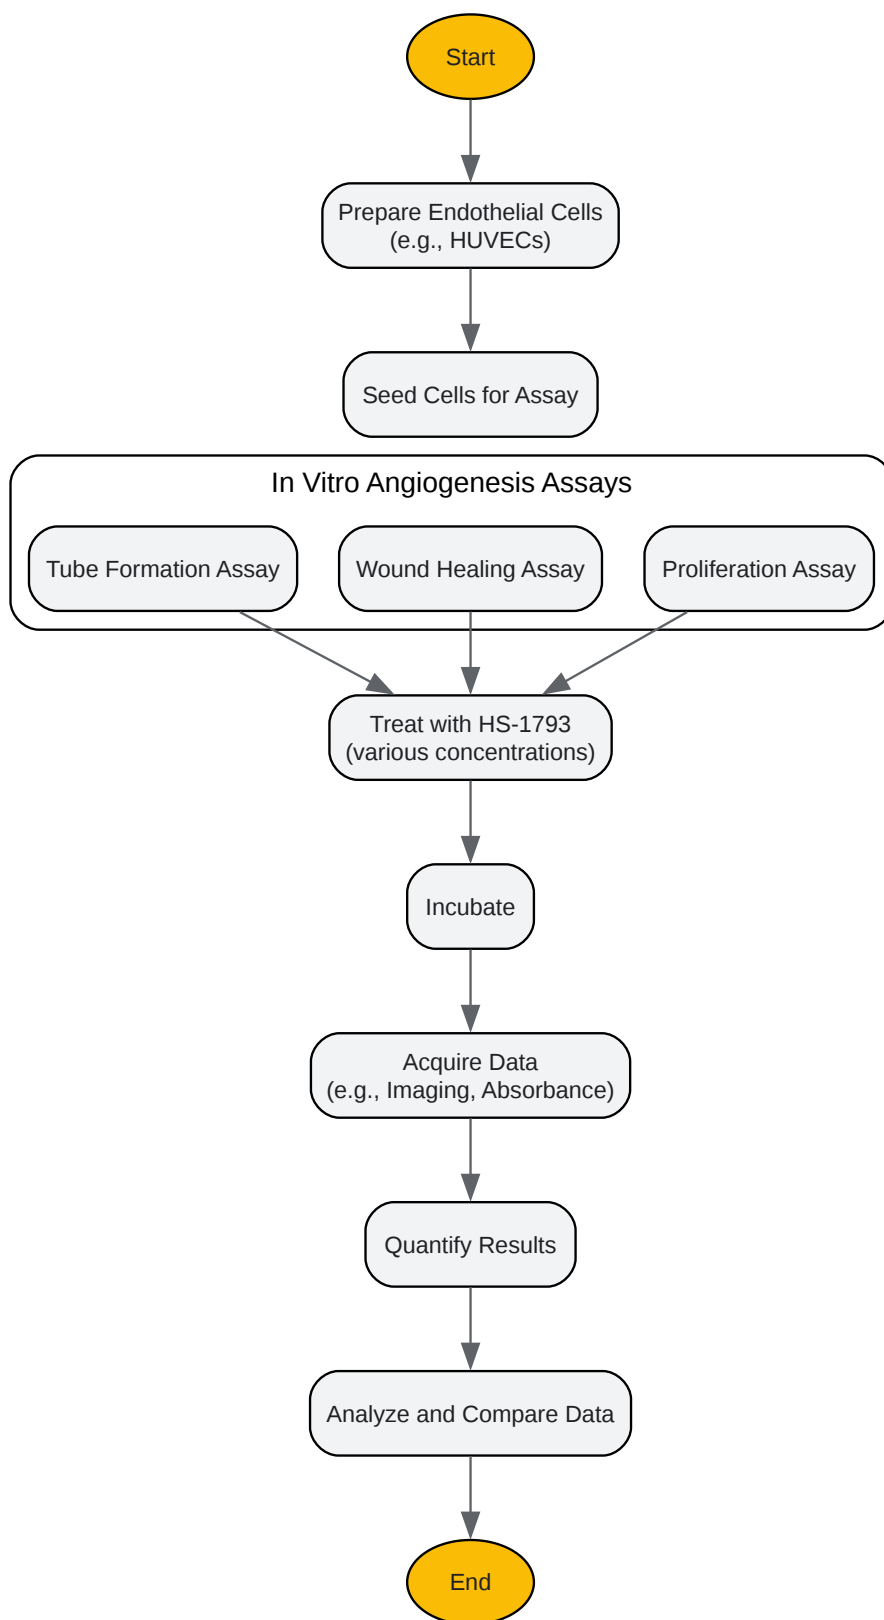 Start
Prepare Endothelial Cells
(e.g., HUVECs)
Seed Cells for Assay
In Vitro Angiogenesis Assays
Tube Formation Assay
Wound Healing Assay
Proliferation Assay
Treat with HS-1793
(various concentrations)
Incubate
Acquire Data
(e.g., Imaging, Absorbance)
Quantify Results
Analyze and Compare Data
End